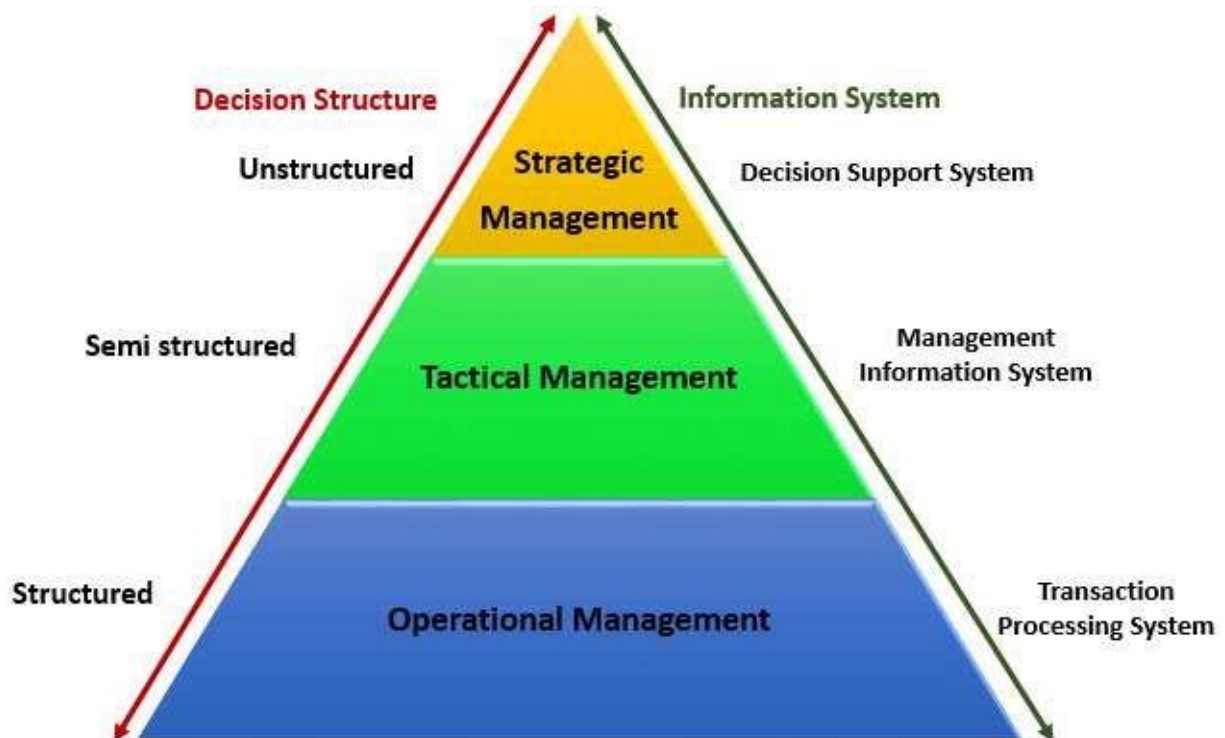 Decision Structure
Information System
Unstructured
Strategic
Management
Decision Support System
Semi structured
Tactical Management
Management
Information System
Structured
Operational Management
Transaction
Processing System